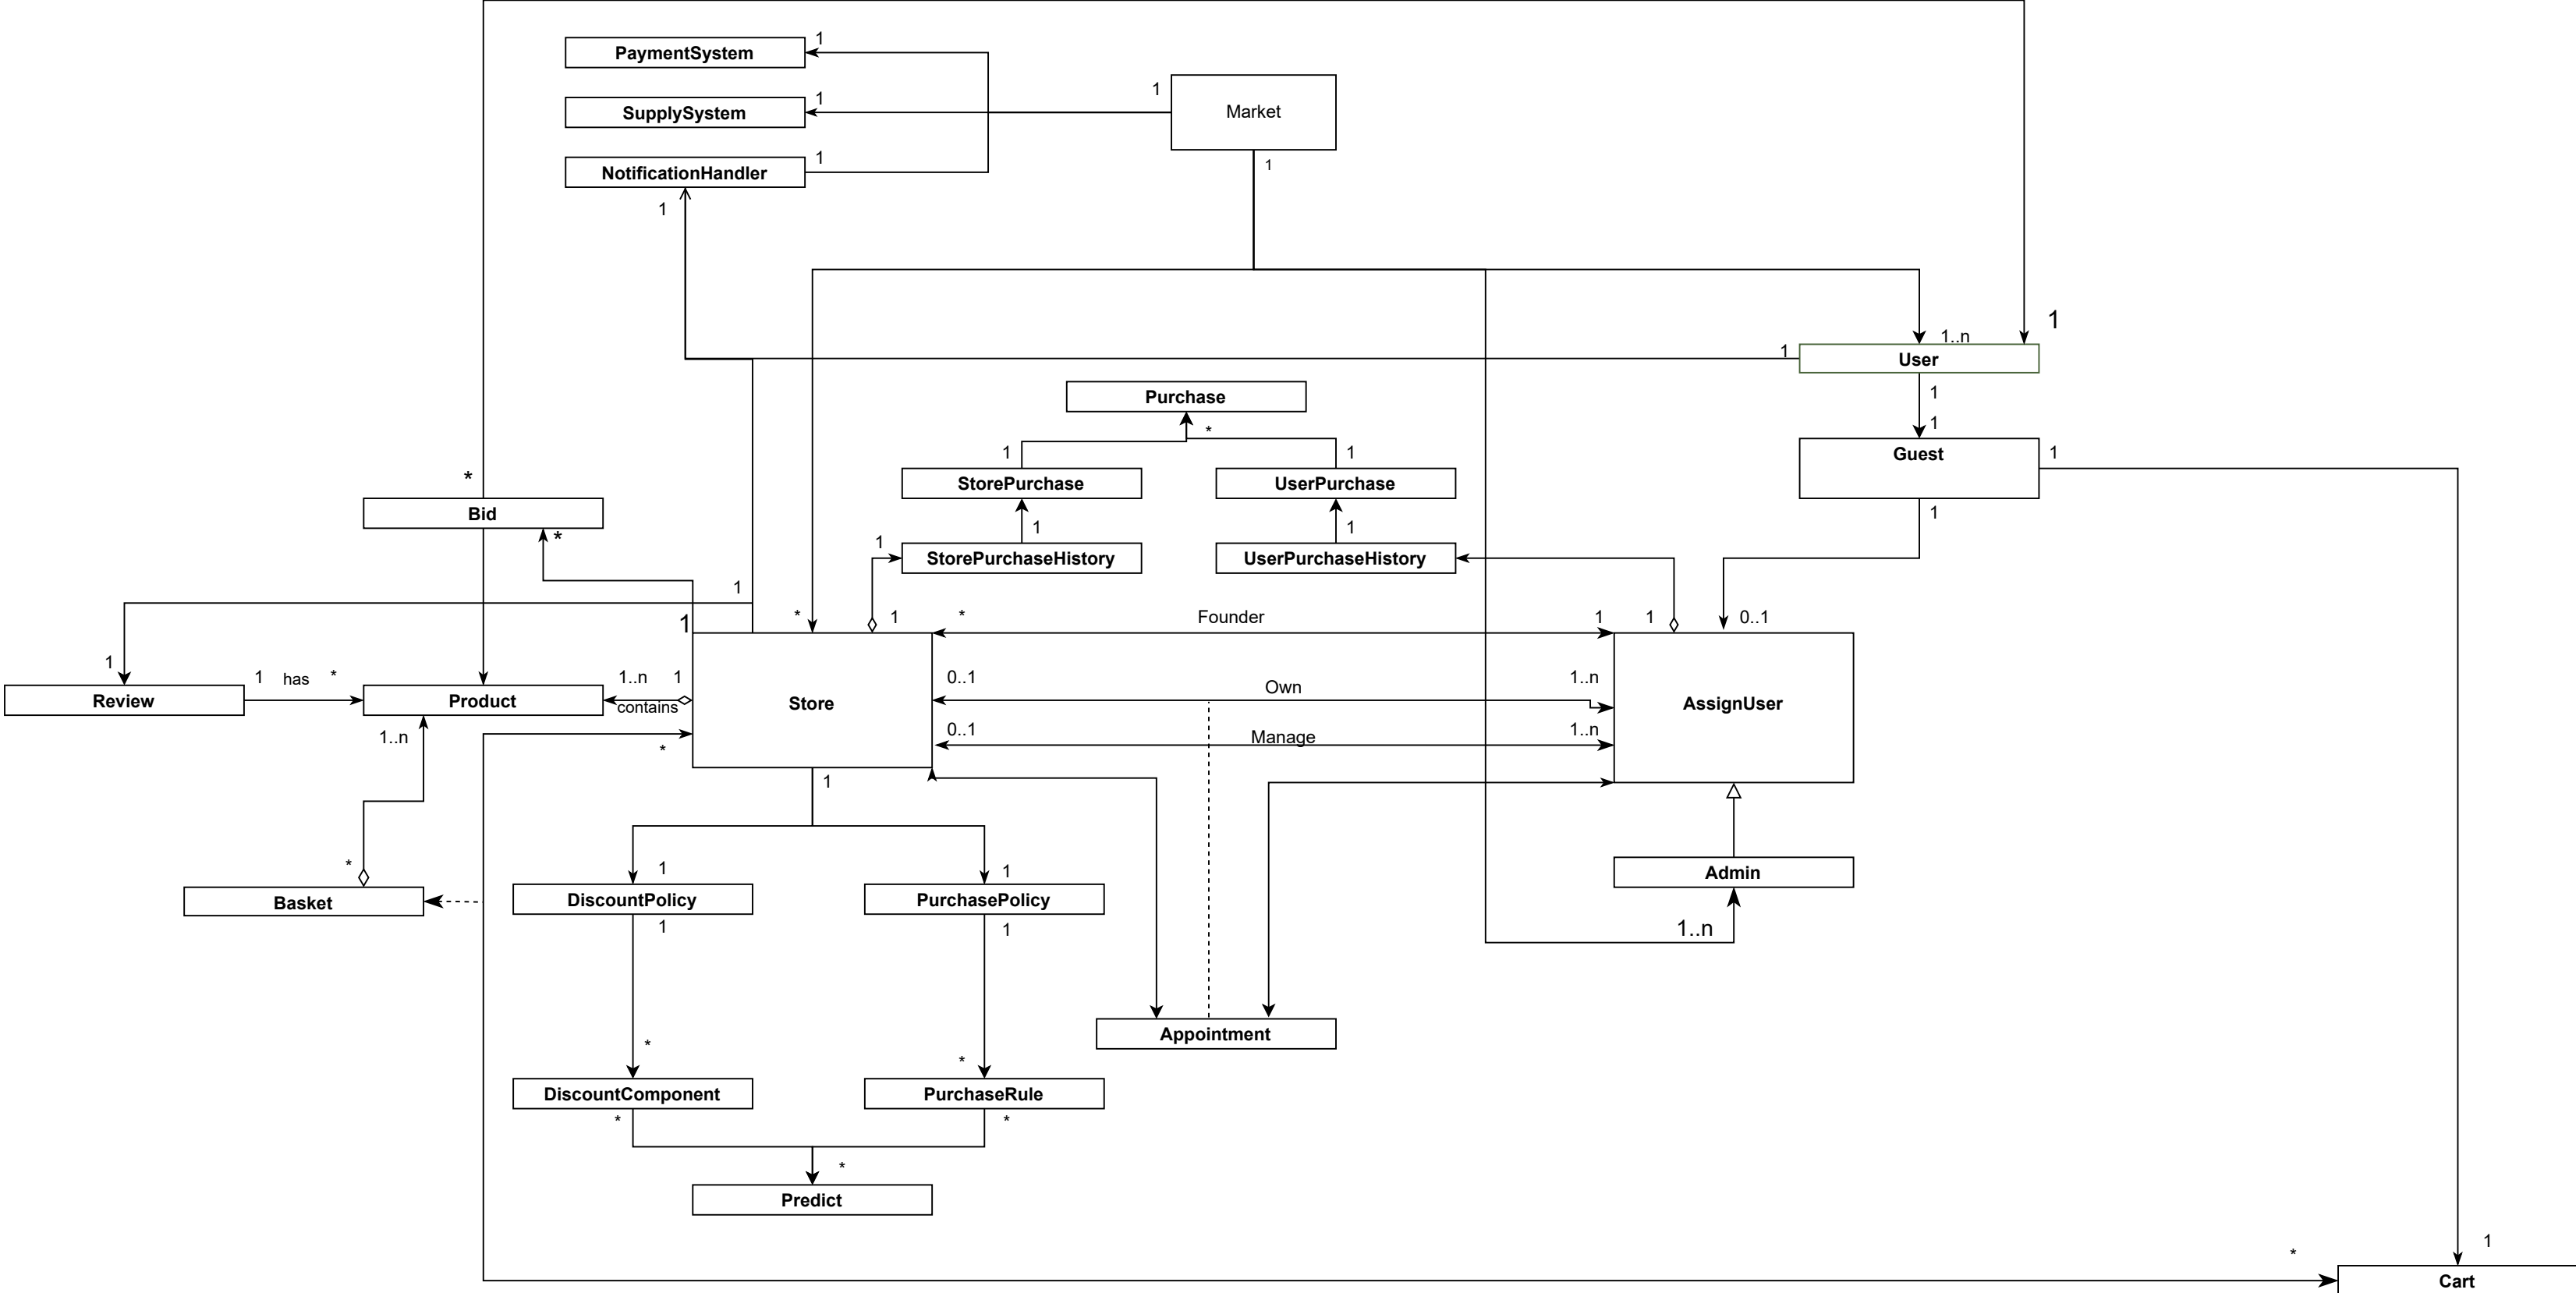 PaymentSystem
1
1
Market
SupplySystem
1
NotificationHandler
1
1
1
1
1..n
1
User
1
1
Purchase
*
1
1
Guest
1
StorePurchase
UserPurchase
*
Bid
*
1
1
1
1
StorePurchaseHistory
UserPurchaseHistory
1
*
1
*
Founder
1
1
0..1
1
1
1
has
*
1..n
1
contains
0..1
Own
1..n
Review
Product
Store
AssignUser
1..n
*
0..1
Manage
1..n
1
*
1
1
Admin
Basket
DiscountPolicy
PurchasePolicy
1
1
1..n
Appointment
*
*
DiscountComponent
PurchaseRule
*
*
*
Predict
*
1
Cart